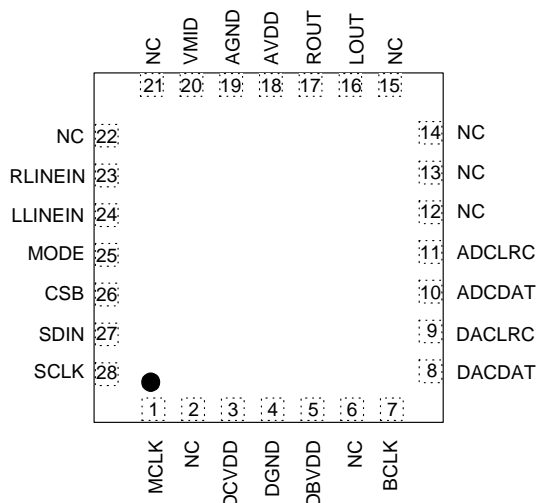 NC
VMID
AGND
AVDD
ROUT
LOUT
NC
21
20
19
18
17
16
15
NC 22
RLINEIN 23
LLINEIN 24
MODE 25
CSB 26
SDIN 27
SCLK 28
14 NC
13 NC
12 NC
11 ADCLRC
10 ADCDAT
9 DACLRC
8 DACDAT
1
2
3
4
5
6
7
MCLK
NC
DCVDD
DGND
DBVDD
NC
BCLK